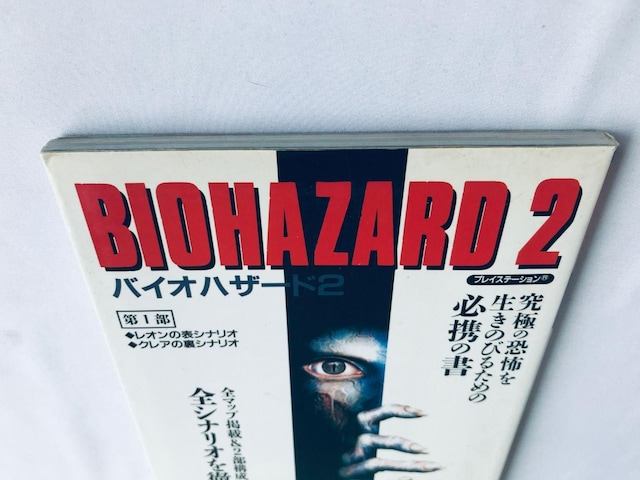 BIOHAZARD 2
バイオハザード2
プレイステーション
第1部
◆レオンの表シナリオ
◆クレアの裏シナリオ
究極の恐怖を
生きのびるための
必携の書
全マップ掲載&2部構成
全シナリオを